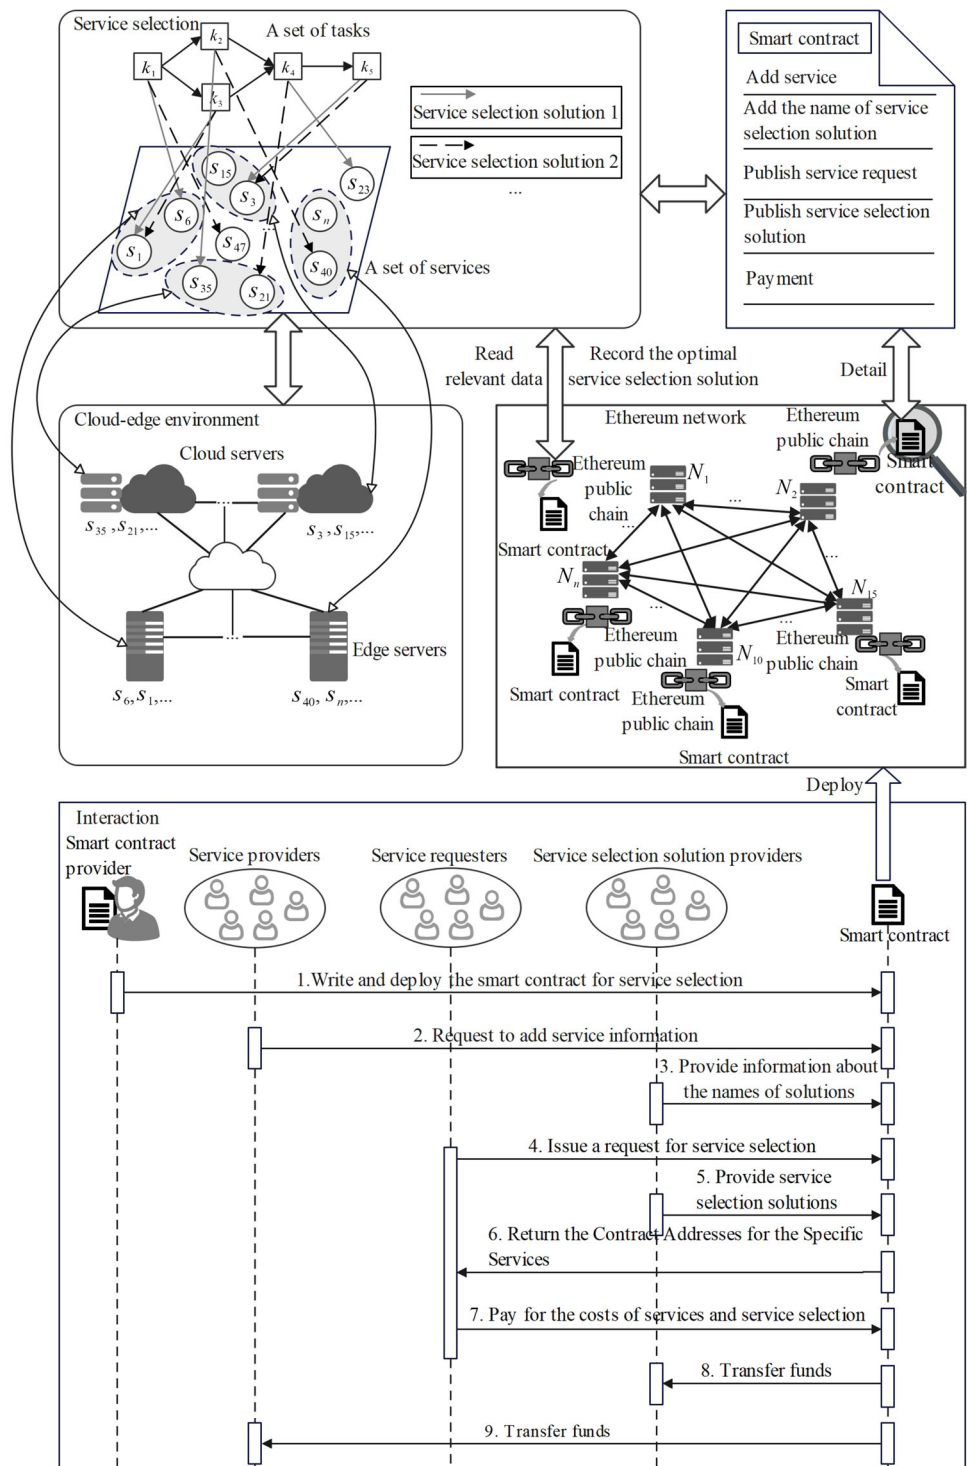 Service selection
A set of tasks
k2
k1
k4
k5
k3
Service selection solution 1
Service selection solution 2
...
s15
s3
s23
s6
sn
...
s1
s47
s40
s35
s21
A set of services
Smart contract
Add service
Add the name of service
selection solution
Publish service request
Publish service selection
solution
Payment
Read
relevant data
Record the optimal
service selection solution
Detail
Cloud-edge environment
Cloud servers
...
s35 ,s21,...
s3 ,s15,...
...
Edge servers
s6,s1,...
s40, sn,...
Ethereum network
Ethereum
public chain
Smart
contract
Ethereum
public
chain
Smart contract
N1
N2
...
...
...
Nn
N15
...
...
Ethereum
public chain
Smart contract
N10
Ethereum
public chain
Smart
contract
Ethereum
public chain
Smart contract
Deploy
Interaction
Smart contract
provider
Service providers
Service requesters
Service selection solution providers
Smart contract
1.Write and deploy the smart contract for service selection
2. Request to add service information
3. Provide information about
the names of solutions
4. Issue a request for service selection
5. Provide service
selection solutions
6. Return the Contract Addresses for the Specific
Services
7. Pay for the costs of services and service selection
8. Transfer funds
9. Transfer funds